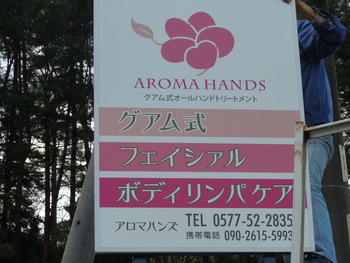 AROMA HANDS
グアム式オールハンドトリートメント
グアム式
フェイシャル
ボディリンパケア
アロマハンズ TEL 0577-52-2835
携帯電話 090-2615-5993